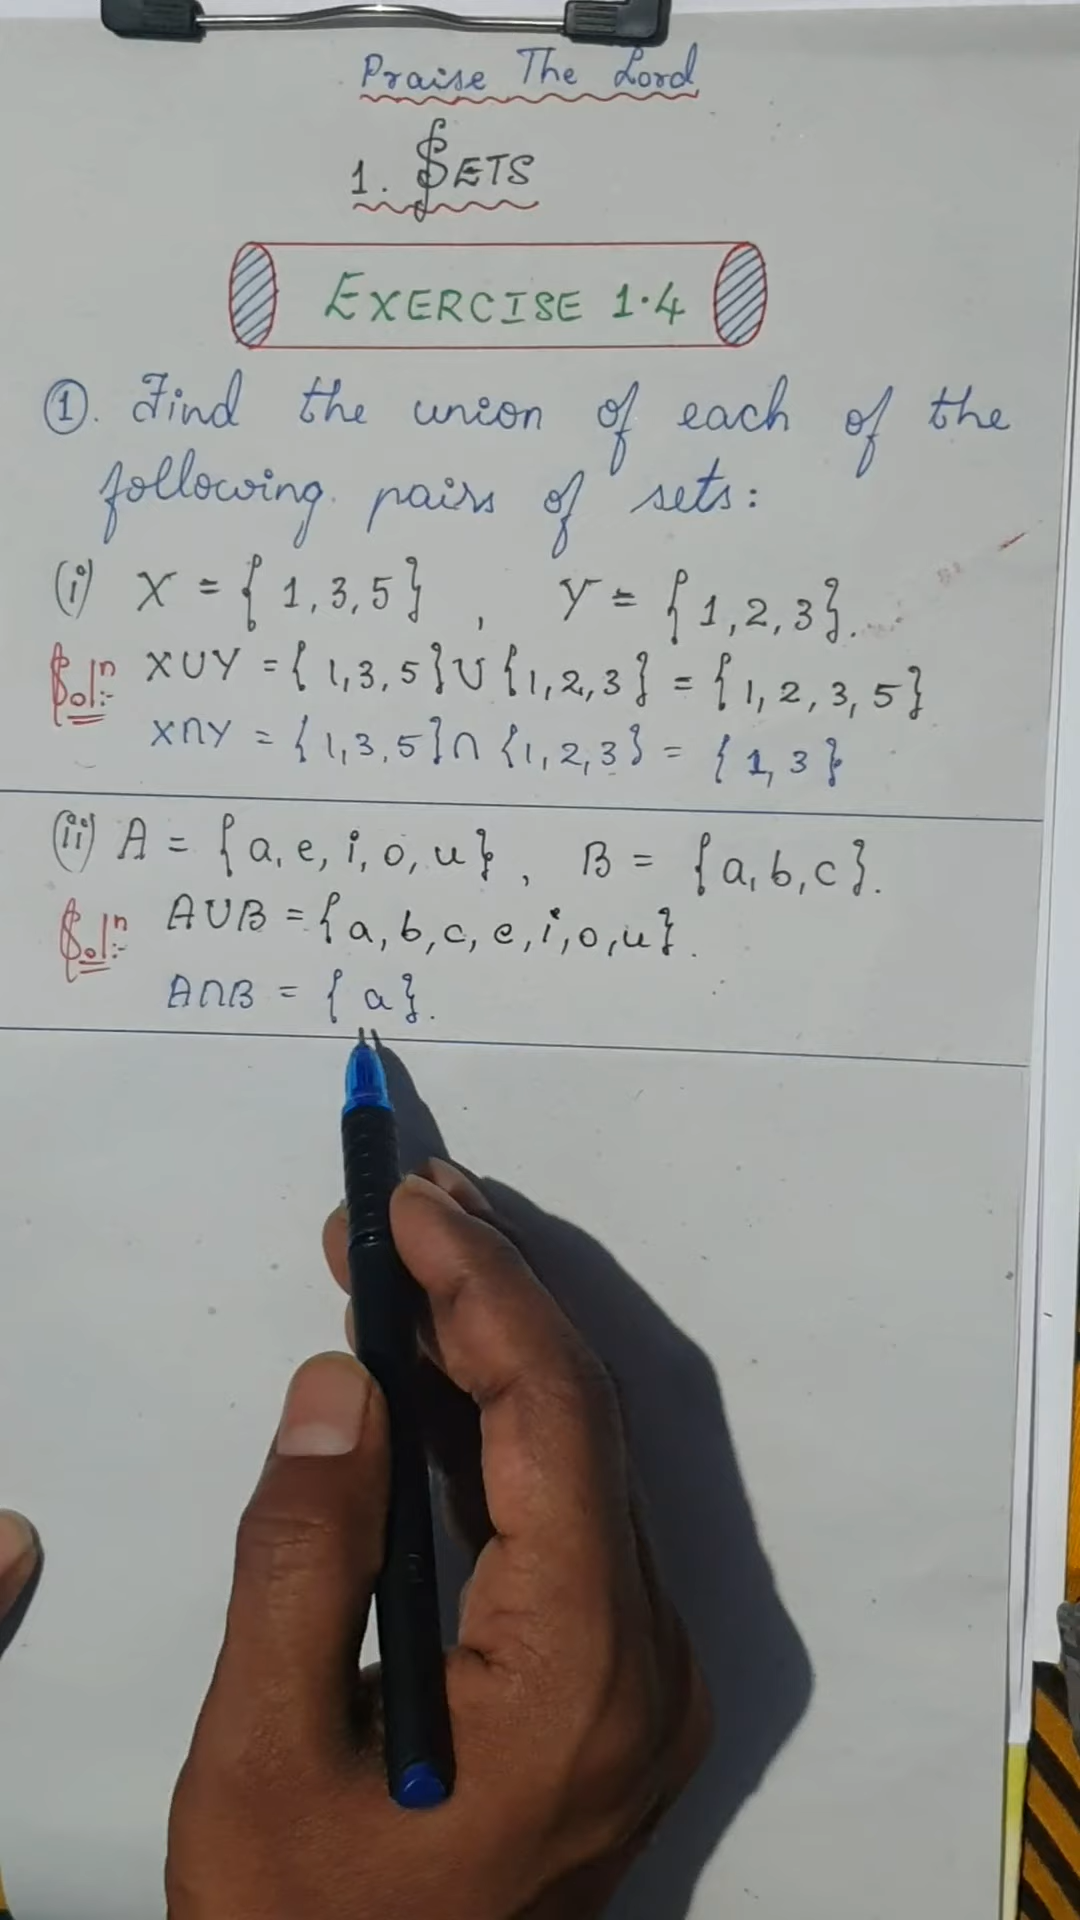 Praise The Lord
1. SETS
EXERCISE 1.4
①. Find the union of each of the
following pairs of sets:
(i) X = { 1, 3, 5 } , Y = { 1, 2, 3 }.
Solⁿ:- X∪Y = { 1, 3, 5 } ∪ { 1, 2, 3 } = { 1, 2, 3, 5 }
X∩Y = { 1, 3, 5 } ∩ { 1, 2, 3 } = { 1, 3 }
(ii) A = { a, e, i, o, u } , B = { a, b, c }.
Solⁿ:- A∪B = { a, b, c, e, i, o, u }.
A∩B = { a }.